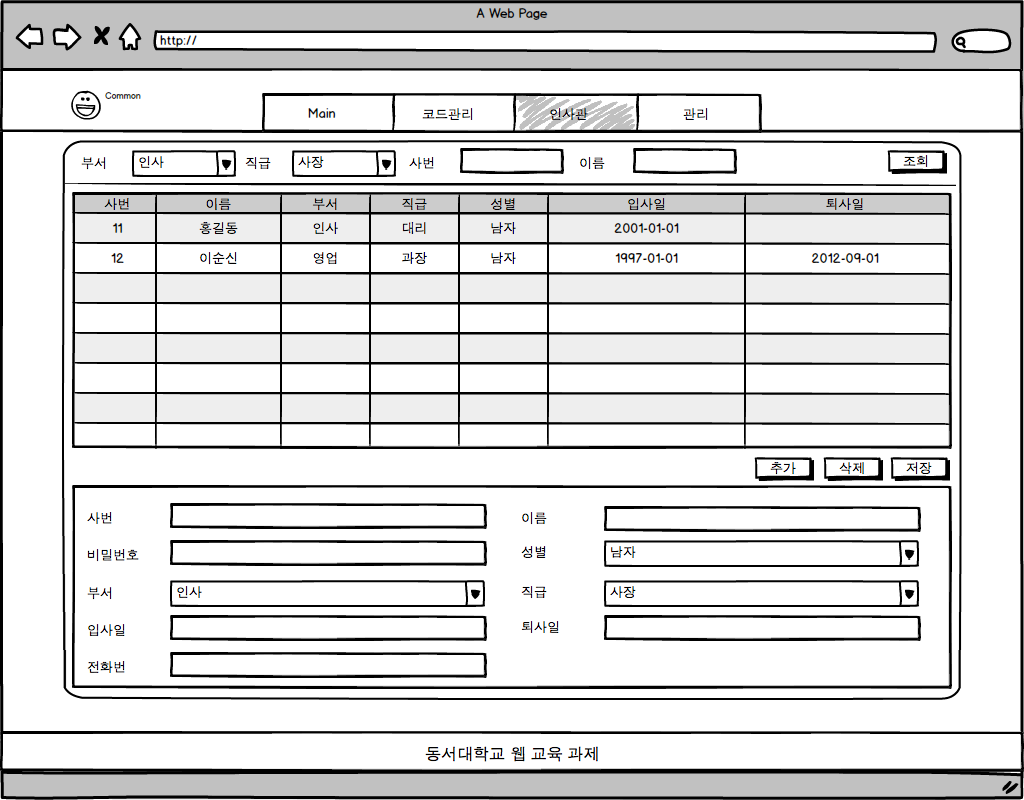 A Web Page
http://
Common
Main 코드관리 인사관 관리
부서 인사 직급 사장 사번 이름 조회
사번 이름 부서 직급 성별 입사일 퇴사일
11 홍길동 인사 대리 남자 2001-01-01
12 이순신 영업 과장 남자 1997-01-01 2012-09-01
추가 삭제 저장
사번 이름
비밀번호 성별 남자
부서 인사 직급 사장
입사일 퇴사일
전화번
동서대학교 웹 교육 과제